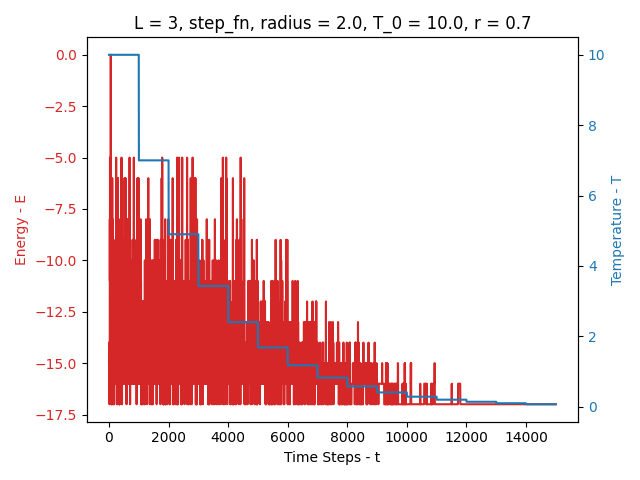 L = 3, step_fn, radius = 2.0, T_0 = 10.0, r = 0.7
0.0
−2.5
−5.0
−7.5
−10.0
−12.5
−15.0
−17.5
Energy - E
10
8
6
4
2
0
Temperature - T
0 2000 4000 6000 8000 10000 12000 14000
Time Steps - t